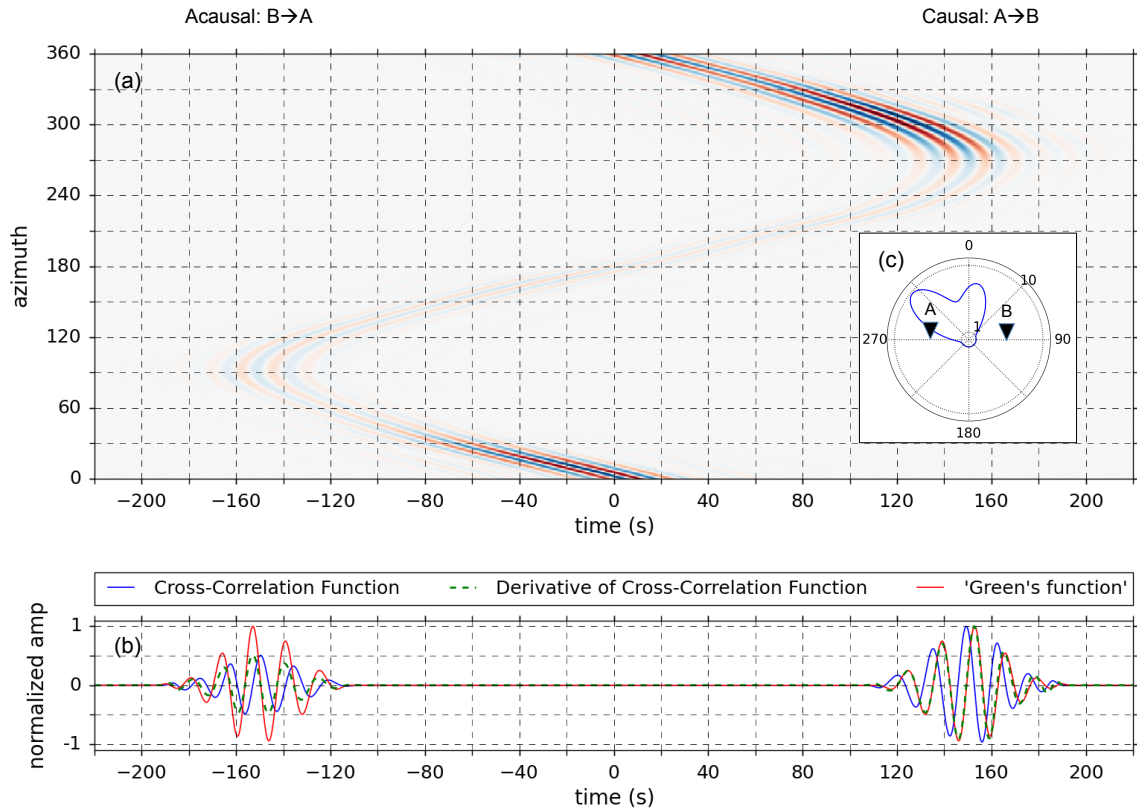 Acausal: B→A
Causal: A→B
(a)
360
300
240
180
120
60
0
azimuth
−200 −160 −120 −80 −40 0 40 80 120 160 200
time (s)
(c)
0
10
A
B
1
270
90
180
Cross-Correlation Function
Derivative of Cross-Correlation Function
'Green's function'
(b)
1
0
-1
normalized amp
−200 −160 −120 −80 −40 0 40 80 120 160 200
time (s)